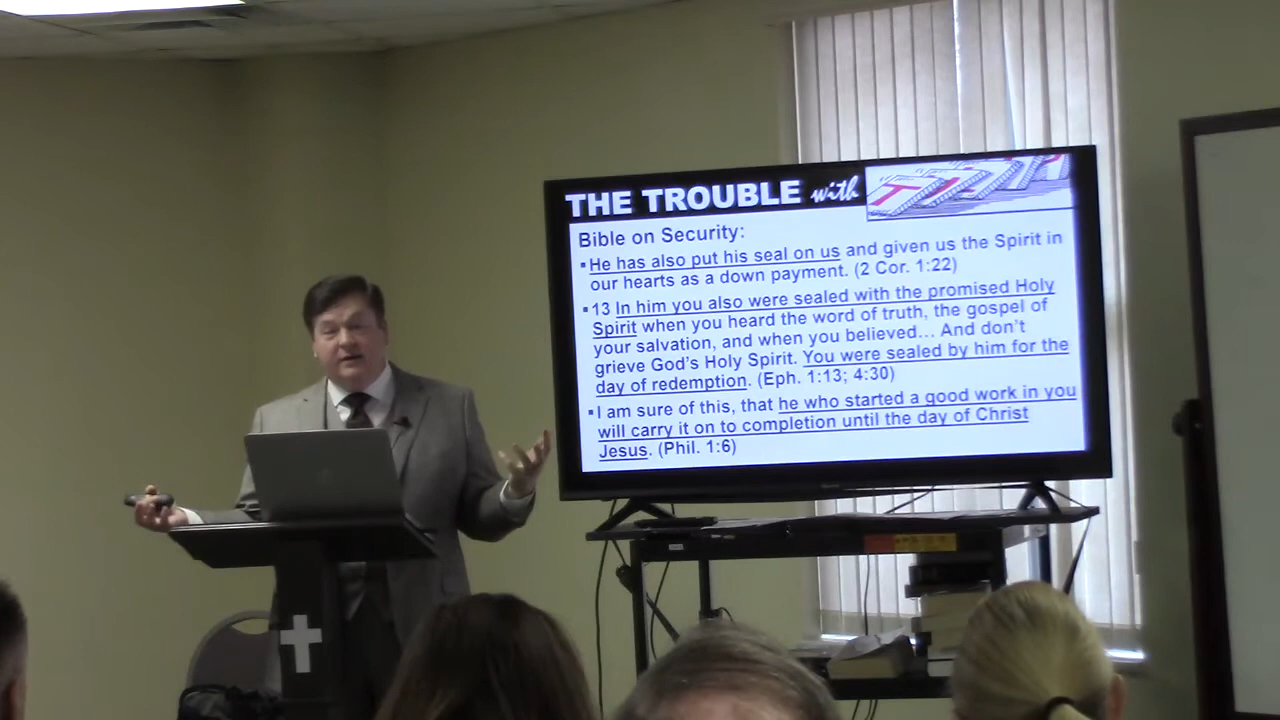 THE TROUBLE with
Bible on Security:
▪He has also put his seal on us and given us the Spirit in
our hearts as a down payment. (2 Cor. 1:22)
▪13 In him you also were sealed with the promised Holy
Spirit when you heard the word of truth, the gospel of
your salvation, and when you believed... And don't
grieve God's Holy Spirit. You were sealed by him for the
day of redemption. (Eph. 1:13; 4:30)
▪I am sure of this, that he who started a good work in you
will carry it on to completion until the day of Christ
Jesus. (Phil. 1:6)